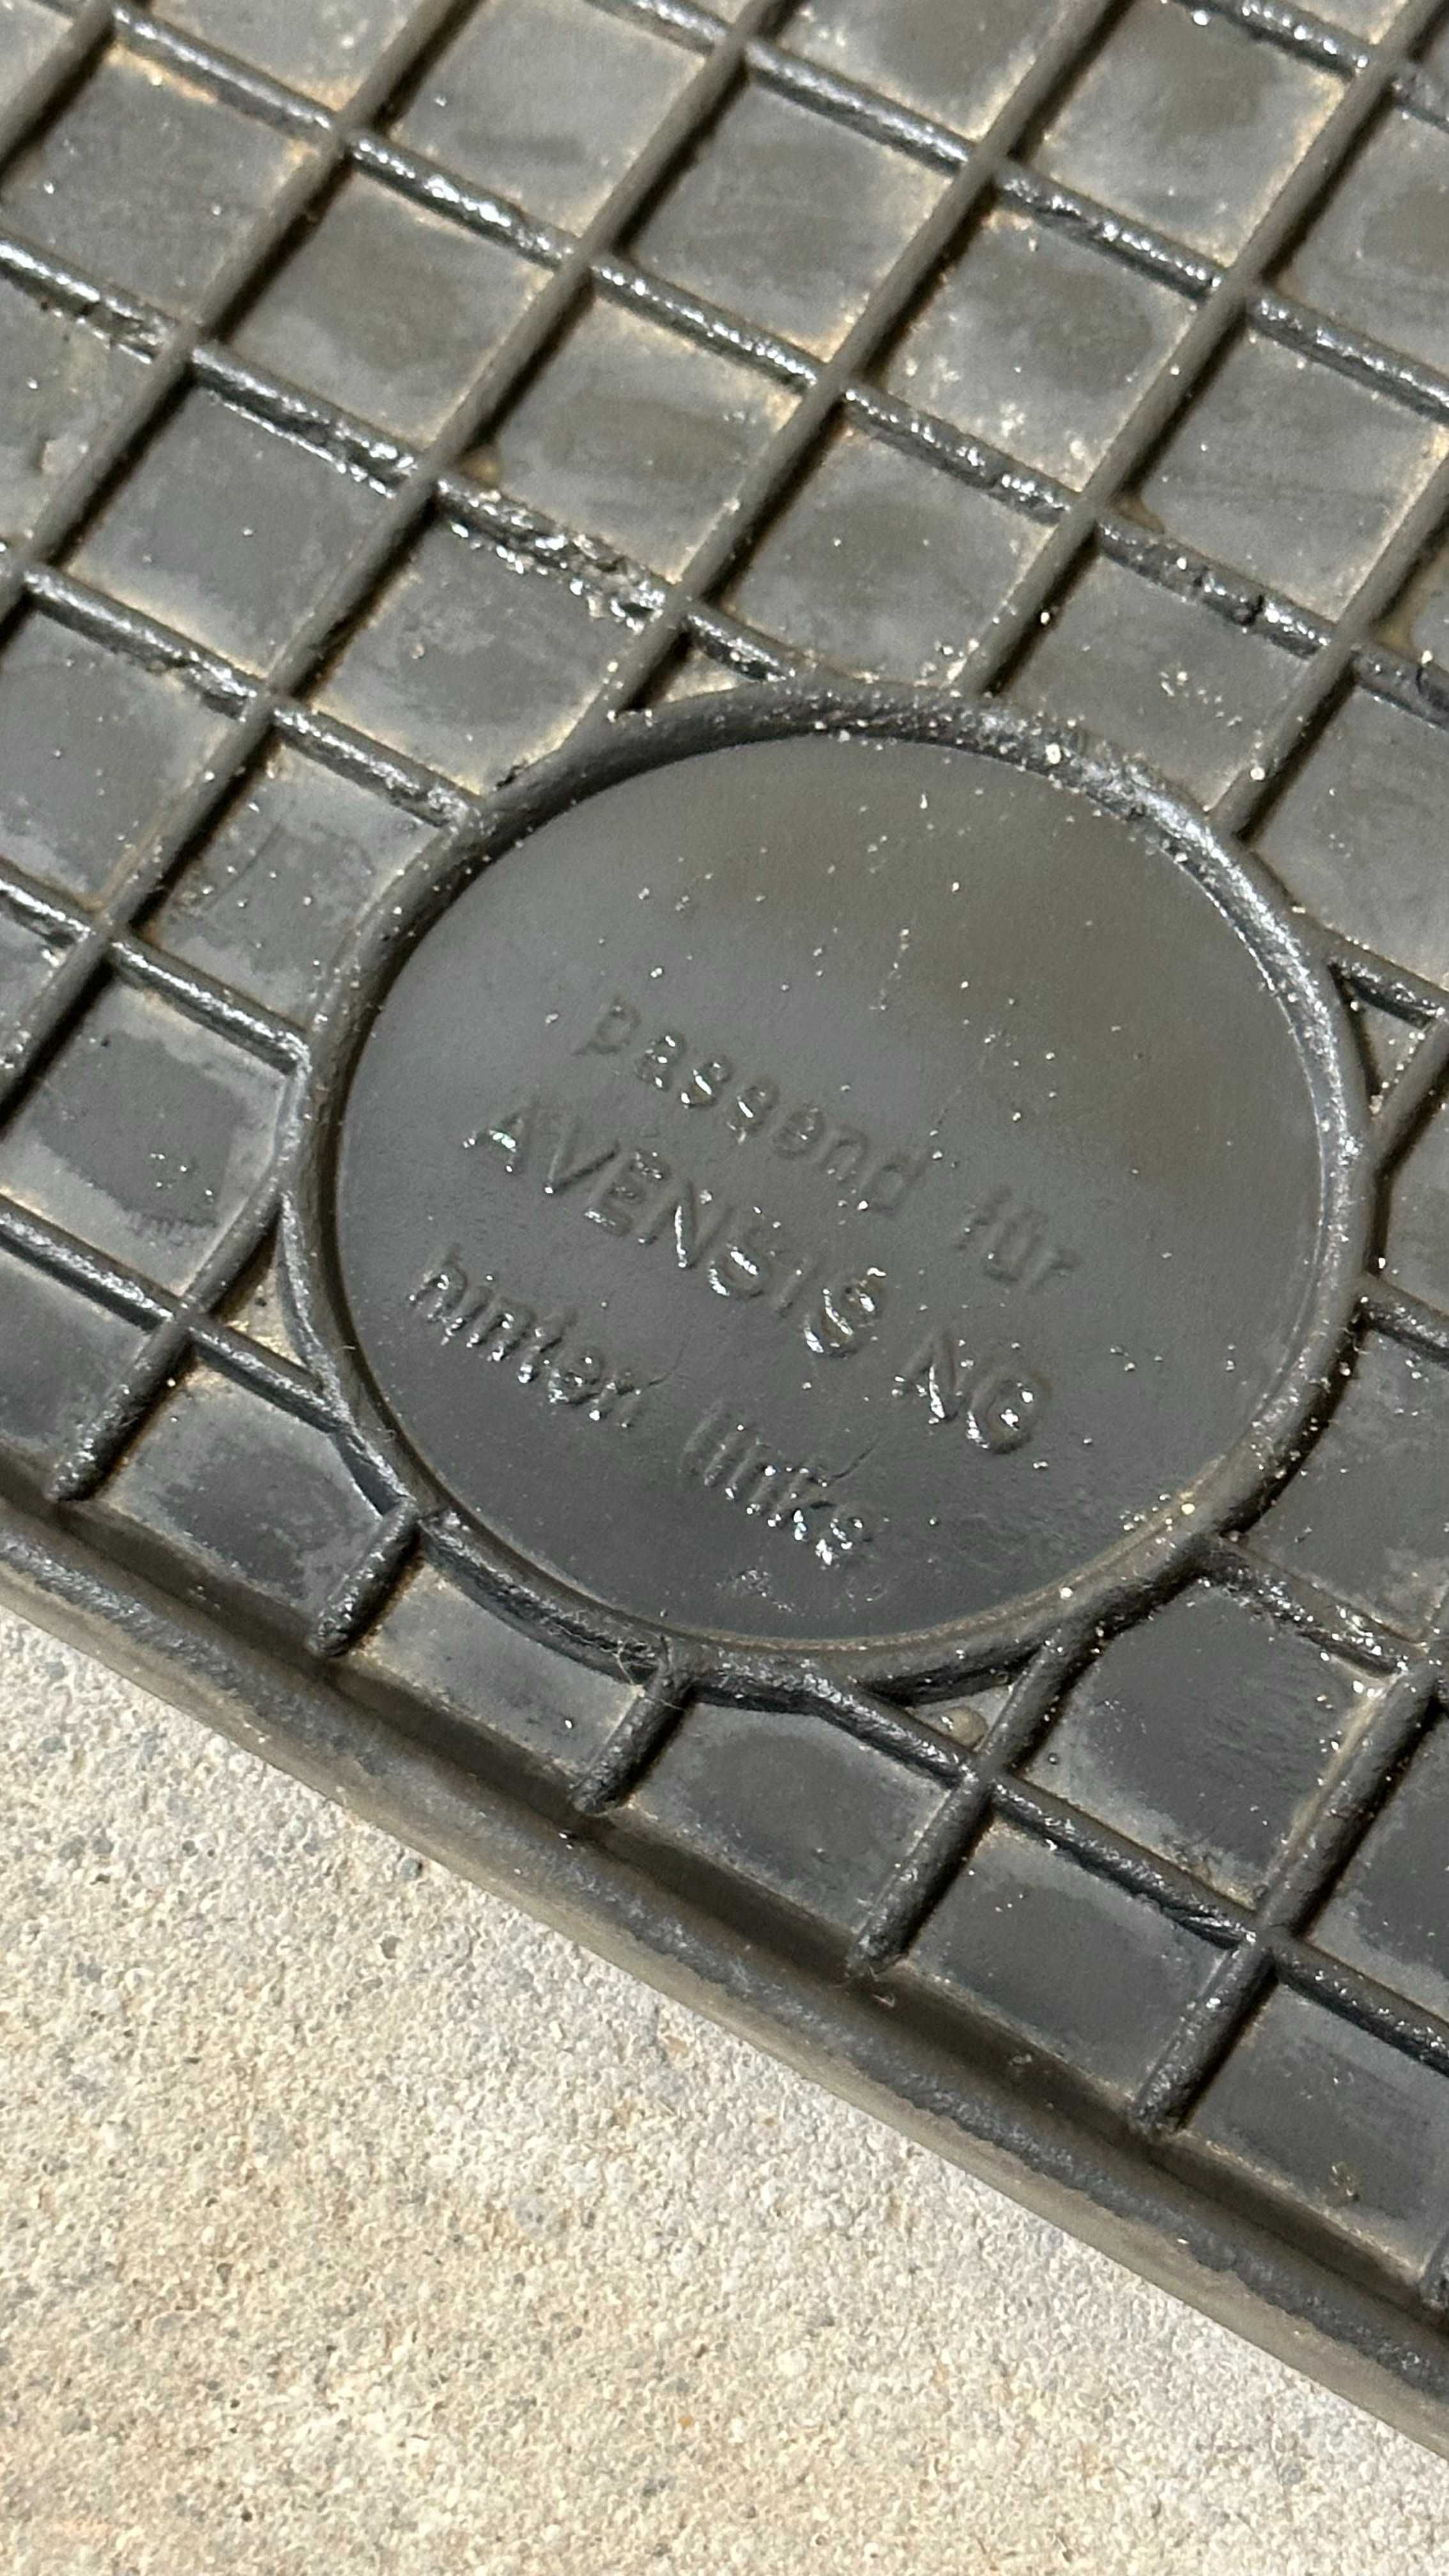 passend für
AVENSIS NG
hinten links